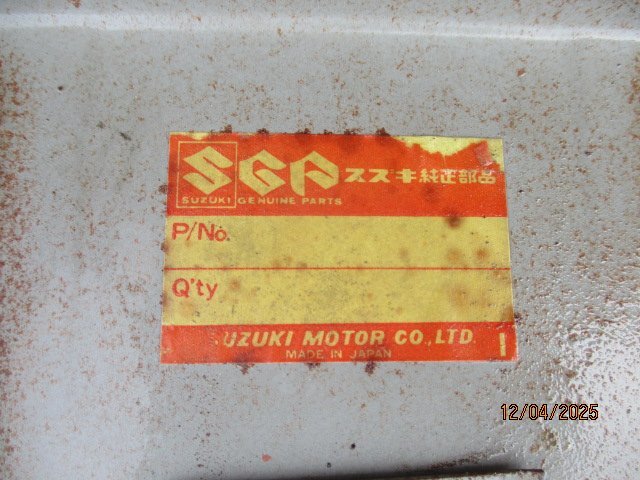 SGP スズキ純正部品
SUZUKI GENUINE PARTS
P/No.
Q'ty
UZUKI MOTOR CO.,LTD.
MADE IN JAPAN
12/04/2025